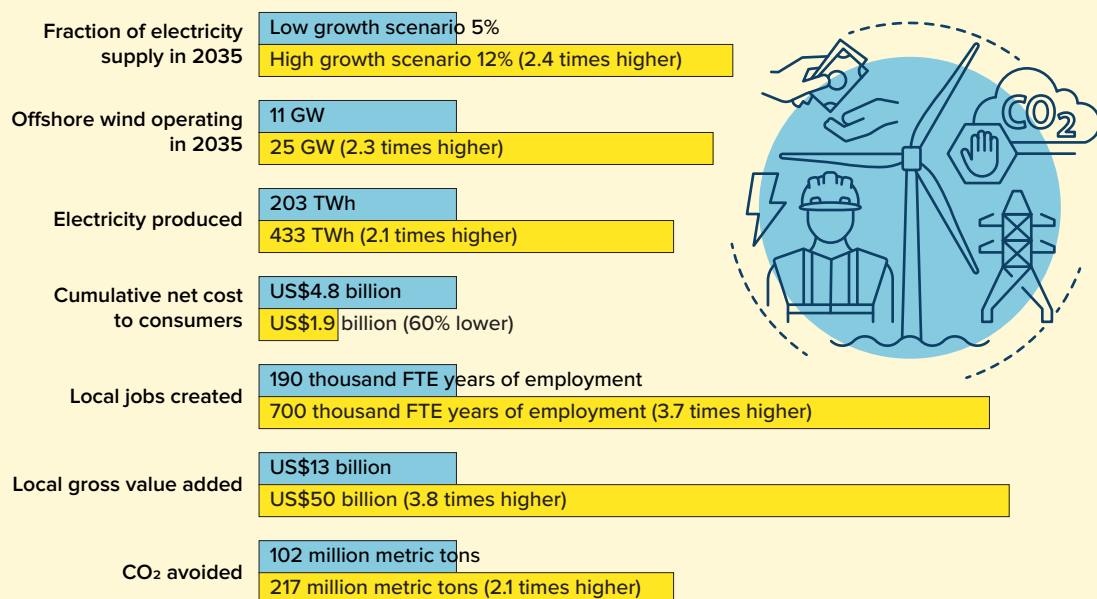 Fraction of electricity
supply in 2035
Low growth scenario 5%
High growth scenario 12% (2.4 times higher)
Offshore wind operating
in 2035
11 GW
25 GW (2.3 times higher)
Electricity produced
203 TWh
433 TWh (2.1 times higher)
Cumulative net cost
to consumers
US$4.8 billion
US$1.9 billion (60% lower)
Local jobs created
190 thousand FTE years of employment
700 thousand FTE years of employment (3.7 times higher)
Local gross value added
US$13 billion
US$50 billion (3.8 times higher)
CO₂ avoided
102 million metric tons
217 million metric tons (2.1 times higher)
CO₂